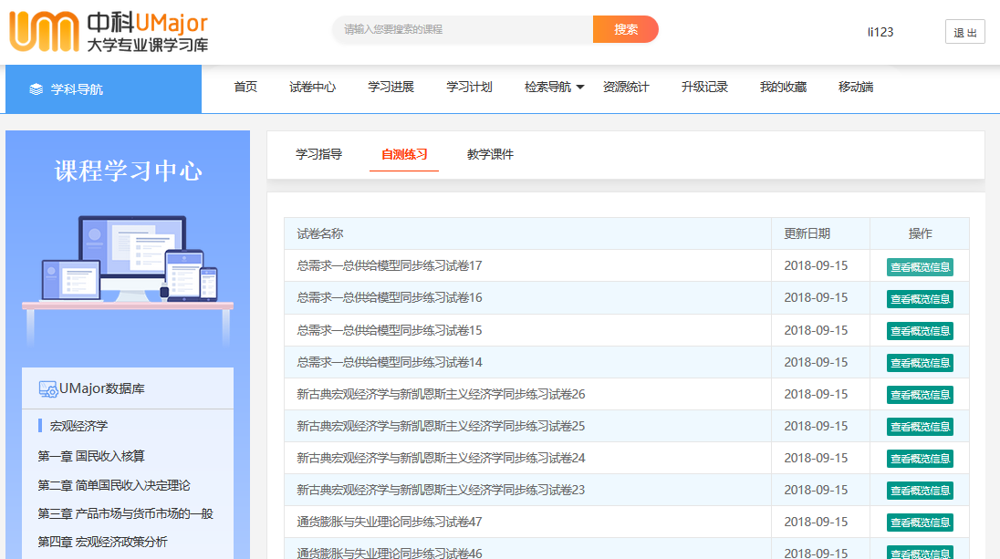 中科UMajor
大学专业课学习库
请输入您要搜索的课程
搜索
li123
退 出
学科导航
首页 试卷中心 学习进展 学习计划 检索导航 资源统计 升级记录 我的收藏 移动端
课程学习中心
UMajor数据库
宏观经济学
第一章 国民收入核算
第二章 简单国民收入决定理论
第三章 产品市场与货币市场的一般
第四章 宏观经济政策分析
学习指导 自测练习 教学课件
试卷名称 更新日期 操作
总需求—总供给模型同步练习试卷17 2018-09-15 查看概览信息
总需求—总供给模型同步练习试卷16 2018-09-15 查看概览信息
总需求—总供给模型同步练习试卷15 2018-09-15 查看概览信息
总需求—总供给模型同步练习试卷14 2018-09-15 查看概览信息
新古典宏观经济学与新凯恩斯主义经济学同步练习试卷26 2018-09-15 查看概览信息
新古典宏观经济学与新凯恩斯主义经济学同步练习试卷25 2018-09-15 查看概览信息
新古典宏观经济学与新凯恩斯主义经济学同步练习试卷24 2018-09-15 查看概览信息
新古典宏观经济学与新凯恩斯主义经济学同步练习试卷23 2018-09-15 查看概览信息
通货膨胀与失业理论同步练习试卷47 2018-09-15 查看概览信息
通货膨胀与失业理论同步练习试卷46 2018-09-15 查看概览信息